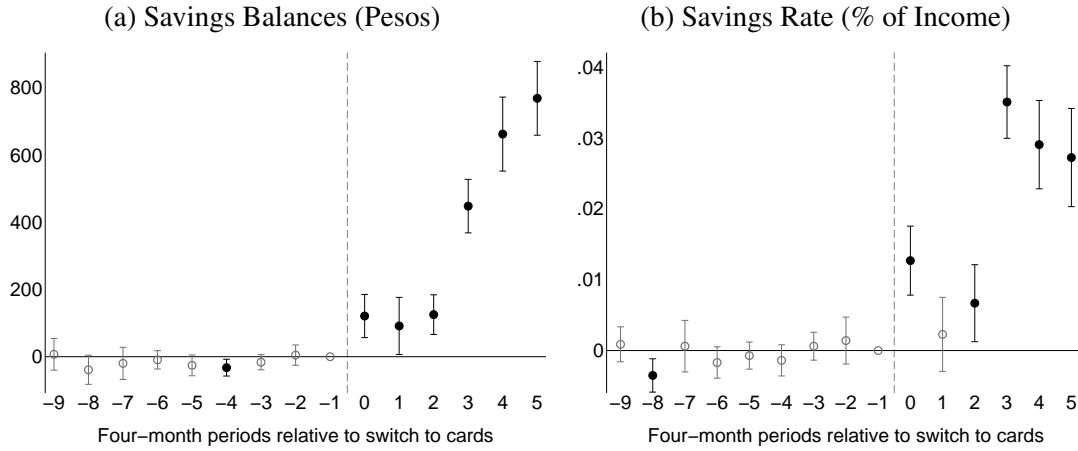 (a) Savings Balances (Pesos)
800
600
400
200
0
−9 −8 −7 −6 −5 −4 −3 −2 −1 0 1 2 3 4 5
Four−month periods relative to switch to cards
(b) Savings Rate (% of Income)
.04
.03
.02
.01
0
−9 −8 −7 −6 −5 −4 −3 −2 −1 0 1 2 3 4 5
Four−month periods relative to switch to cards